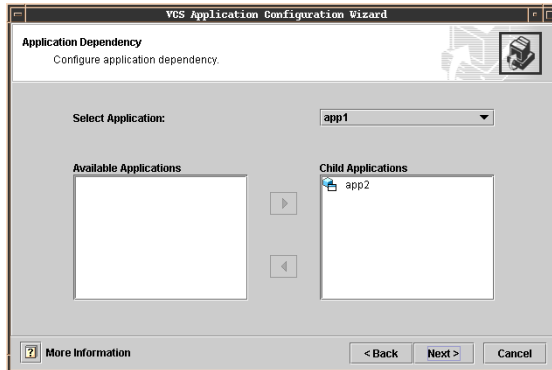 VCS Application Configuration Wizard
Application Dependency
Configure application dependency.
Select Application:
app1
Available Applications
Child Applications
app2
? More Information
< Back
Next >
Cancel